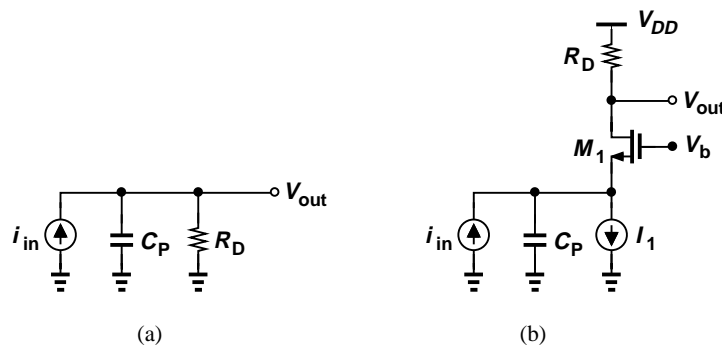 V_DD
R_D
V_out
M_1
V_b
V_out
i_in
C_P
R_D
i_in
C_P
I_1
(a)
(b)